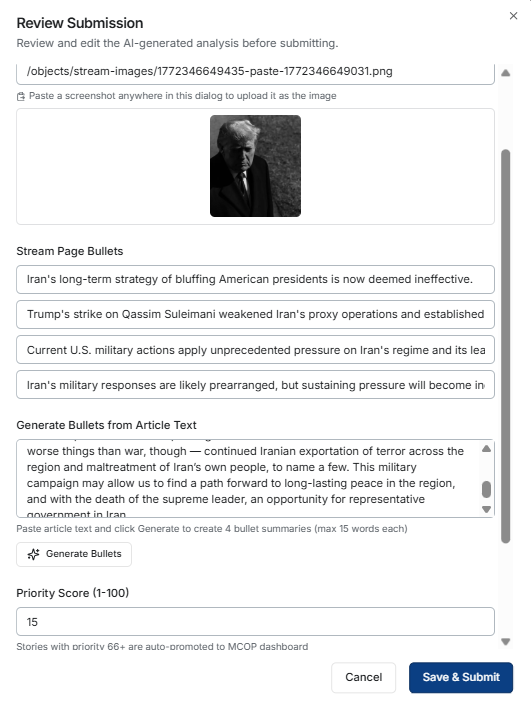 Review Submission
Review and edit the AI-generated analysis before submitting.
/objects/stream-images/1772346649435-paste-1772346649031.png
Paste a screenshot anywhere in this dialog to upload it as the image
Stream Page Bullets
Iran's long-term strategy of bluffing American presidents is now deemed ineffective.
Trump's strike on Qassim Suleimani weakened Iran's proxy operations and established
Current U.S. military actions apply unprecedented pressure on Iran's regime and its lea
Iran's military responses are likely prearranged, but sustaining pressure will become in
Generate Bullets from Article Text
worse things than war, though — continued Iranian exportation of terror across the
region and maltreatment of Iran's own people, to name a few. This military
campaign may allow us to find a path forward to long-lasting peace in the region,
and with the death of the supreme leader, an opportunity for representative
government in Iran
Paste article text and click Generate to create 4 bullet summaries (max 15 words each)
Generate Bullets
Priority Score (1-100)
15
Stories with priority 66+ are auto-promoted to MCOP dashboard
Cancel
Save & Submit